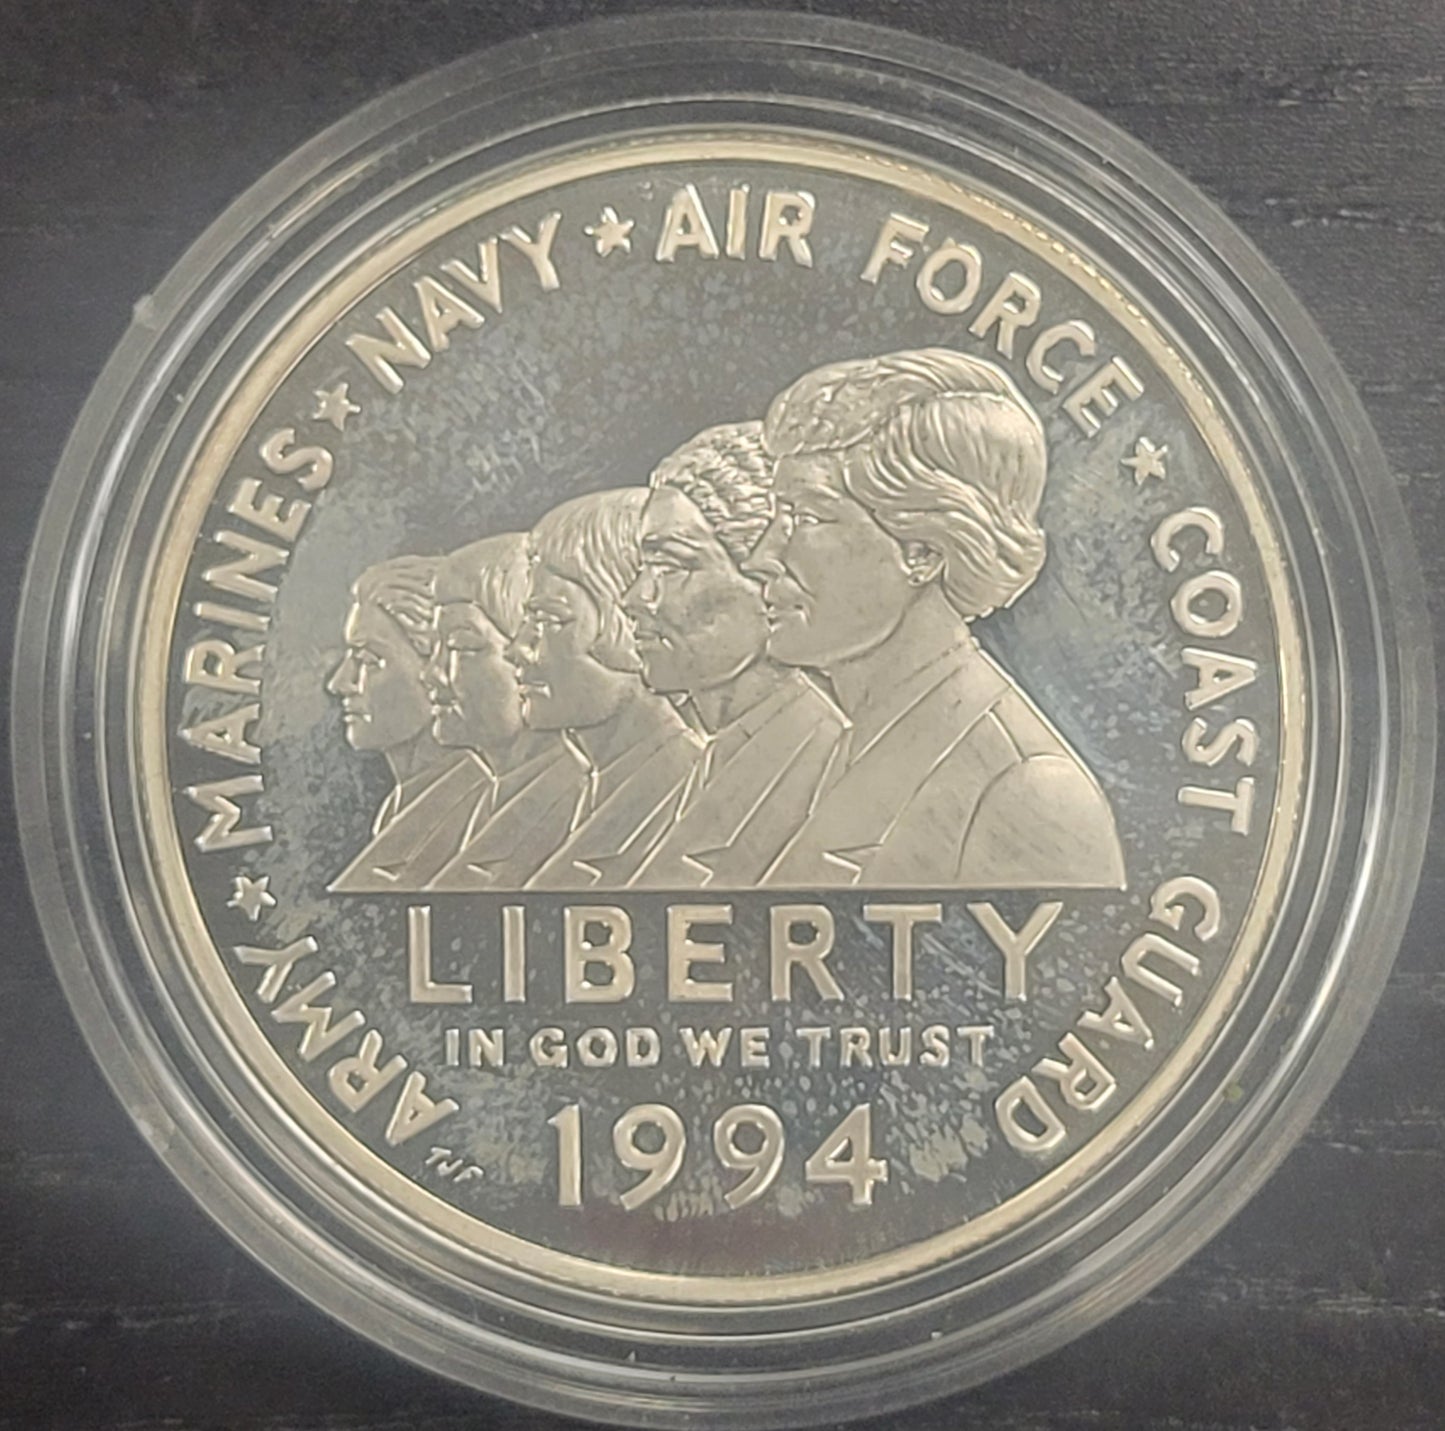 ARMY ★ MARINES ★ NAVY ★ AIR FORCE ★ COAST GUARD
LIBERTY
IN GOD WE TRUST
1994
TJF